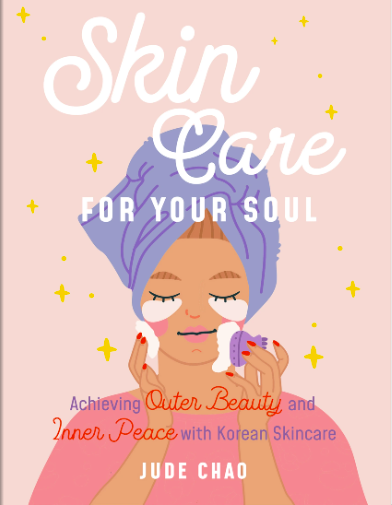 Skin
Care
FOR YOUR SOUL
Achieving Outer Beauty and
Inner Peace with Korean Skincare
JUDE CHAO